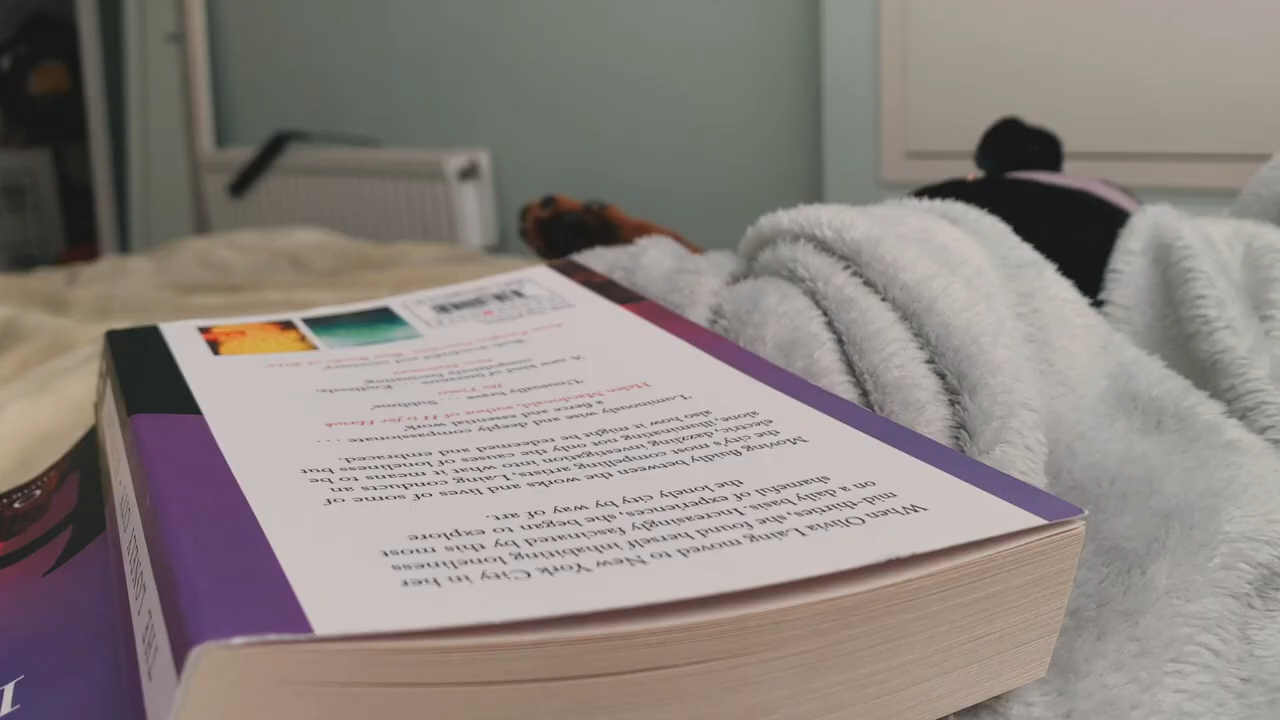 When Olivia Laing moved to New York City in her
mid-thirties, she found herself inhabiting loneliness
on a daily basis. Increasingly fascinated by this most
shameful of experiences, she began to explore
the lonely city by way of art.
Moving fluidly between the works and lives of some of
the city's most compelling artists, Laing conducts an
electric, dazzling investigation into what it means to be
alone, illuminating not only the causes of loneliness but
also how it might be redeemed and embraced.
'Luminously wise and deeply compassionate . . .
a fierce and essential work'
Helen Macdonald, author of H is for Hawk
'Unusually brave . . . Sublime'
THE LONELY CITY